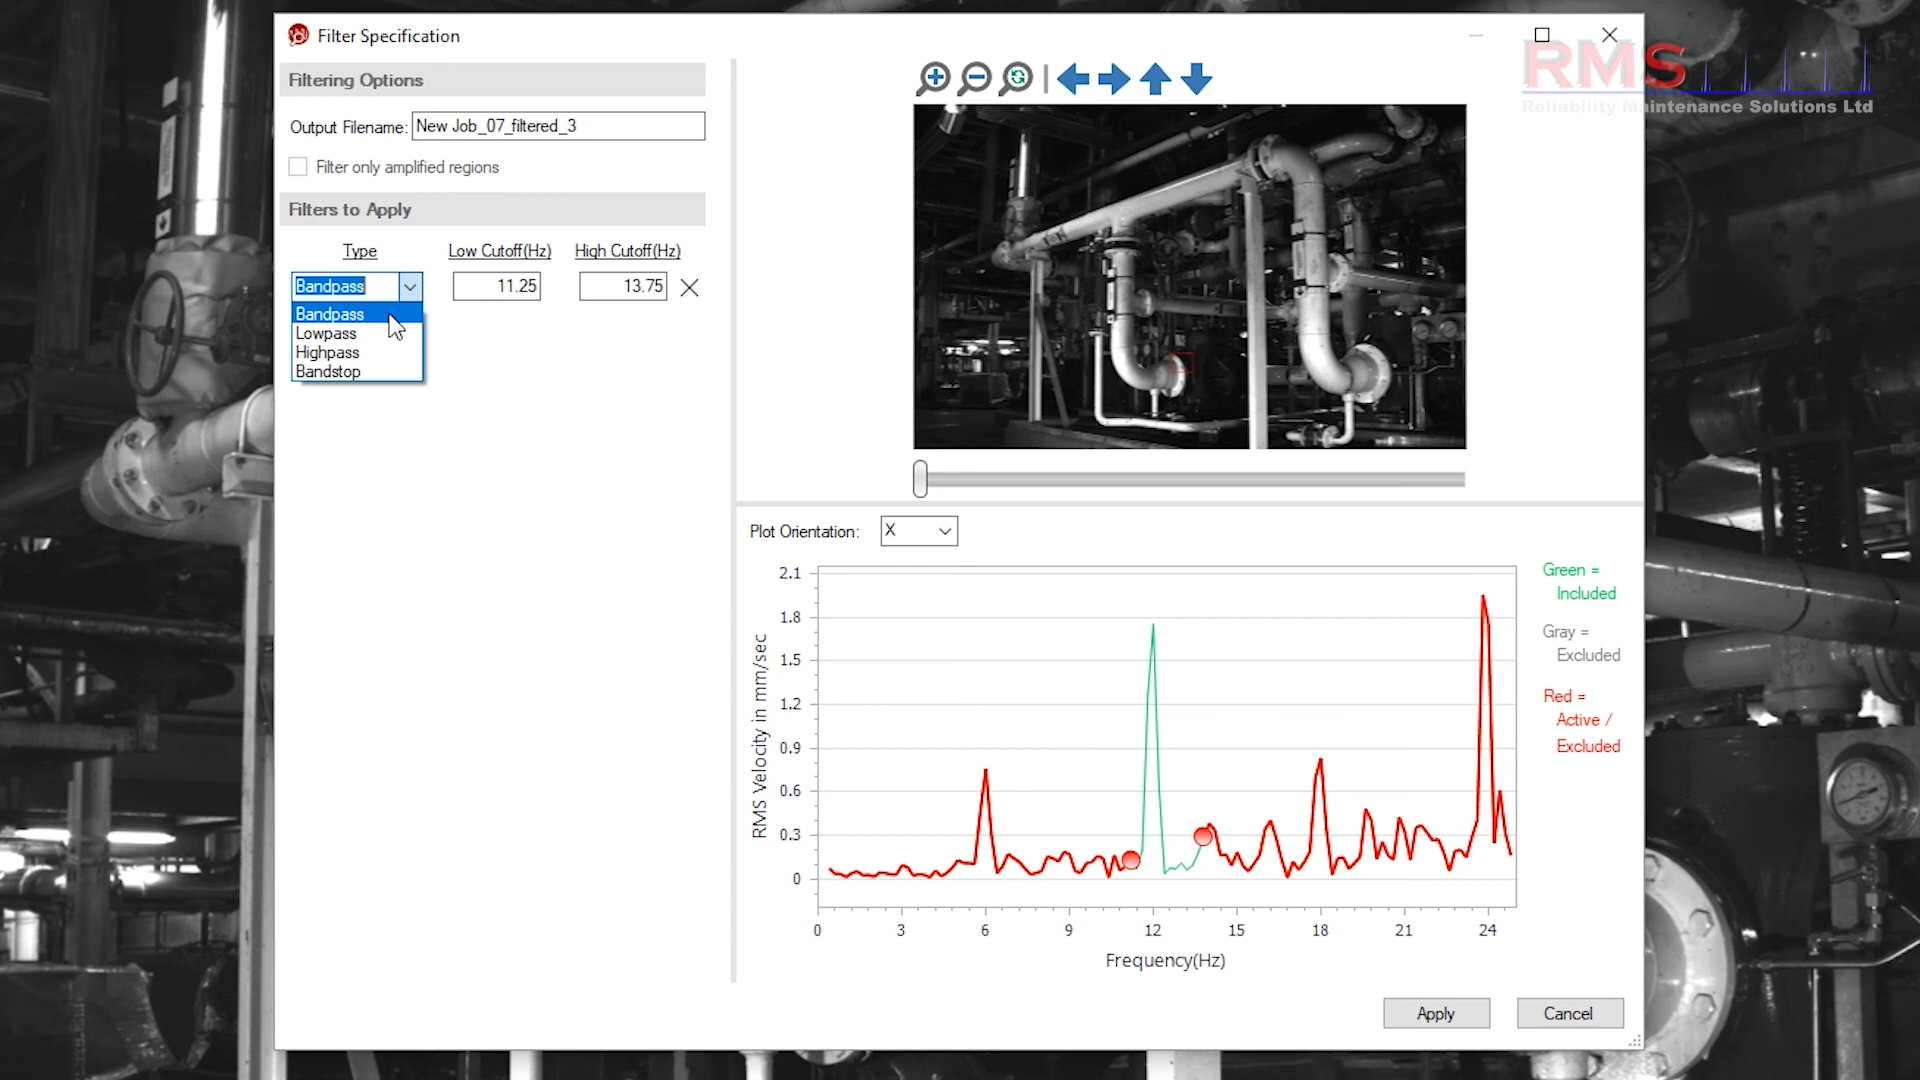 Filter Specification
RMS
Reliability Maintenance Solutions Ltd
Filtering Options
Output Filename: New Job_07_filtered_3
Filter only amplified regions
Filters to Apply
Type Low Cutoff(Hz) High Cutoff(Hz)
Bandpass 11.25 13.75
Bandpass
Lowpass
Highpass
Bandstop
Plot Orientation: X
Green =
Included
Gray =
Excluded
Red =
Active /
Excluded
RMS Velocity in mm/sec
2.1
1.8
1.5
1.2
0.9
0.6
0.3
0
0 3 6 9 12 15 18 21 24
Frequency(Hz)
Apply Cancel